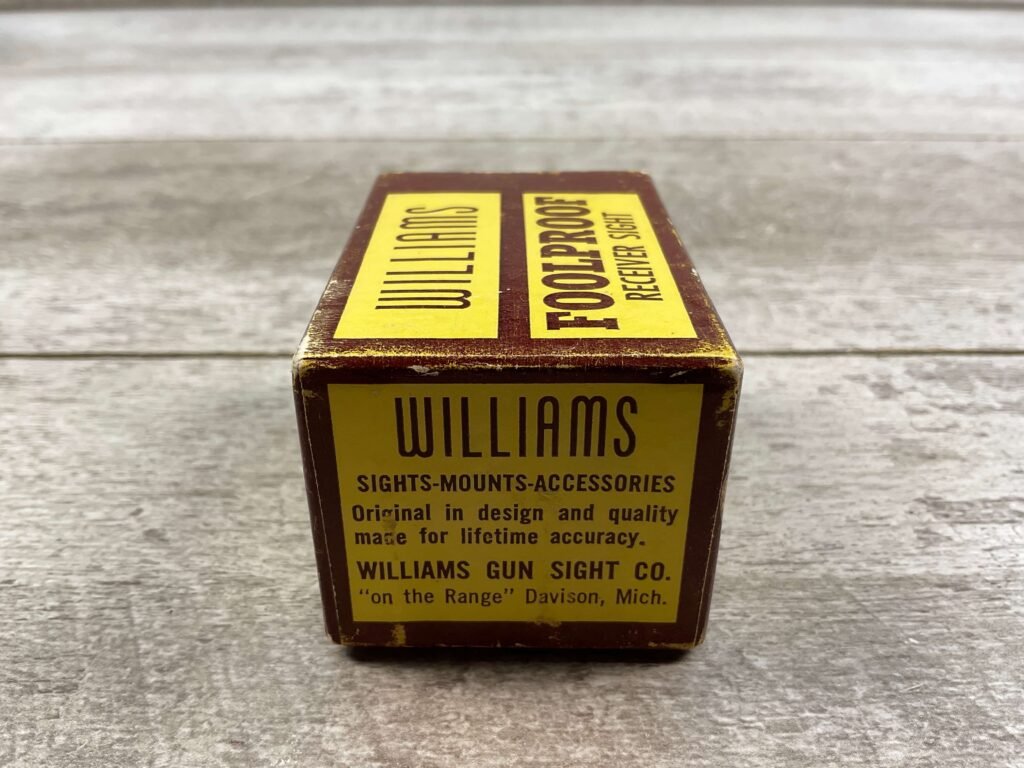 WILLIAMS
FOOLPROOF
RECEIVER SIGHT
WILLIAMS
SIGHTS-MOUNTS-ACCESSORIES
Original in design and quality
made for lifetime accuracy.
WILLIAMS GUN SIGHT CO.
"on the Range" Davison, Mich.